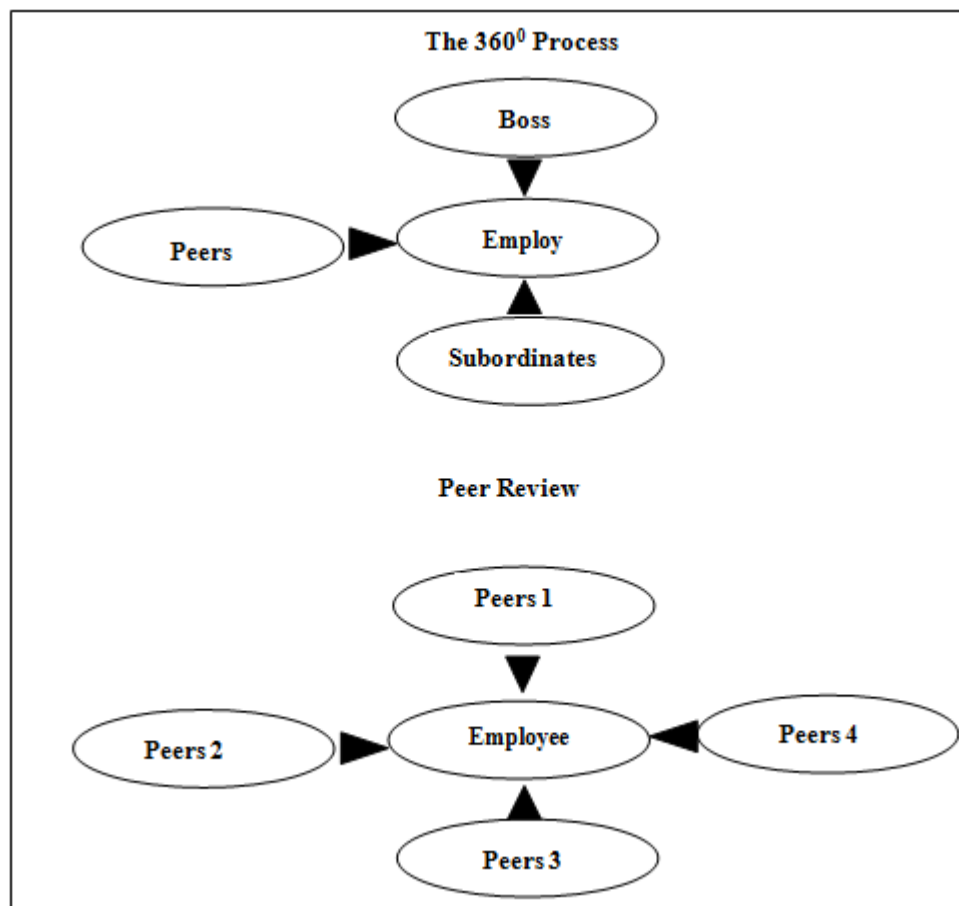 The 360⁰ Process
Boss
Peers
Employ
Subordinates
Peer Review
Peers 1
Peers 2
Employee
Peers 4
Peers 3